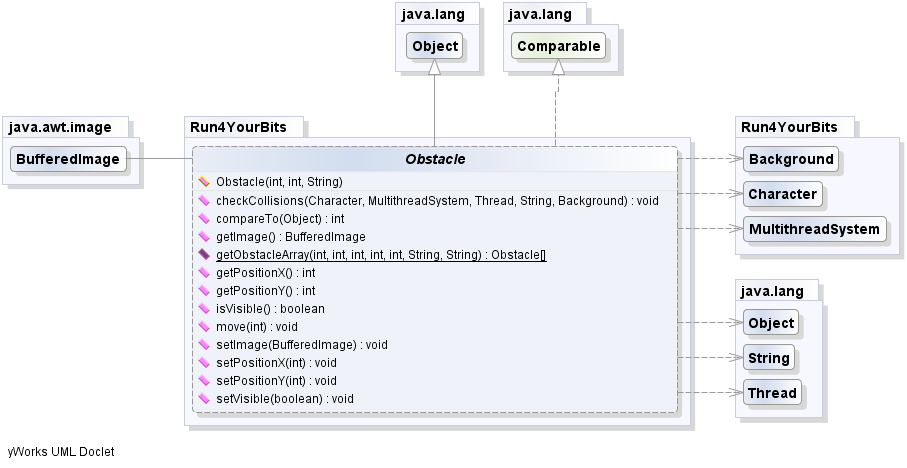 java.lang
Object
java.lang
Comparable
java.awt.image
BufferedImage
Run4YourBits
Obstacle
Obstacle(int, int, String)
checkCollisions(Character, MultithreadSystem, Thread, String, Background) : void
compareTo(Object) : int
getImage() : BufferedImage
getObstacleArray(int, int, int, int, int, String, String) : Obstacle[]
getPositionX() : int
getPositionY() : int
isVisible() : boolean
move(int) : void
setImage(BufferedImage) : void
setPositionX(int) : void
setPositionY(int) : void
setVisible(boolean) : void
Run4YourBits
Background
Character
MultithreadSystem
java.lang
Object
String
Thread
yWorks UML Doclet